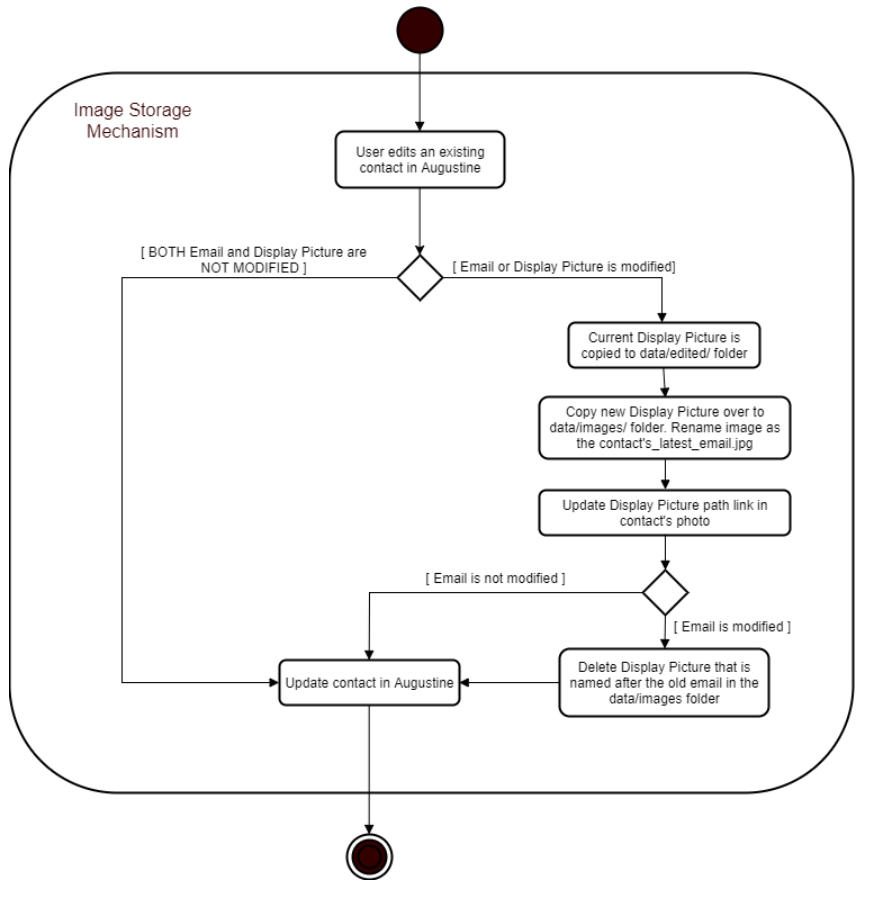 Image Storage
Mechanism
User edits an existing
contact in Augustine
[ BOTH Email and Display Picture are
NOT MODIFIED ]
[ Email or Display Picture is modified]
Current Display Picture is
copied to data/edited/ folder
Copy new Display Picture over to
data/images/ folder. Rename image as
the contact's_latest_email.jpg
Update Display Picture path link in
contact's photo
[ Email is not modified ]
[ Email is modified ]
Update contact in Augustine
Delete Display Picture that is
named after the old email in the
data/images folder